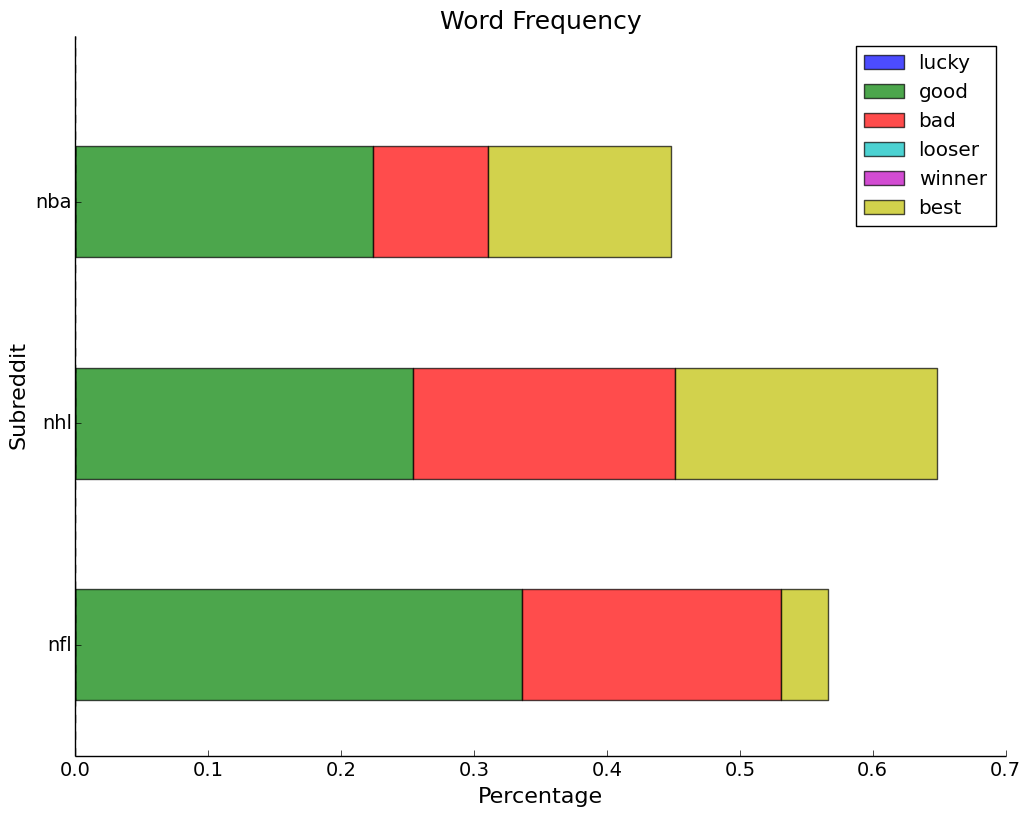 Word Frequency
lucky
good
bad
looser
winner
best
nba
nhl
nfl
Subreddit
0.0 0.1 0.2 0.3 0.4 0.5 0.6 0.7
Percentage